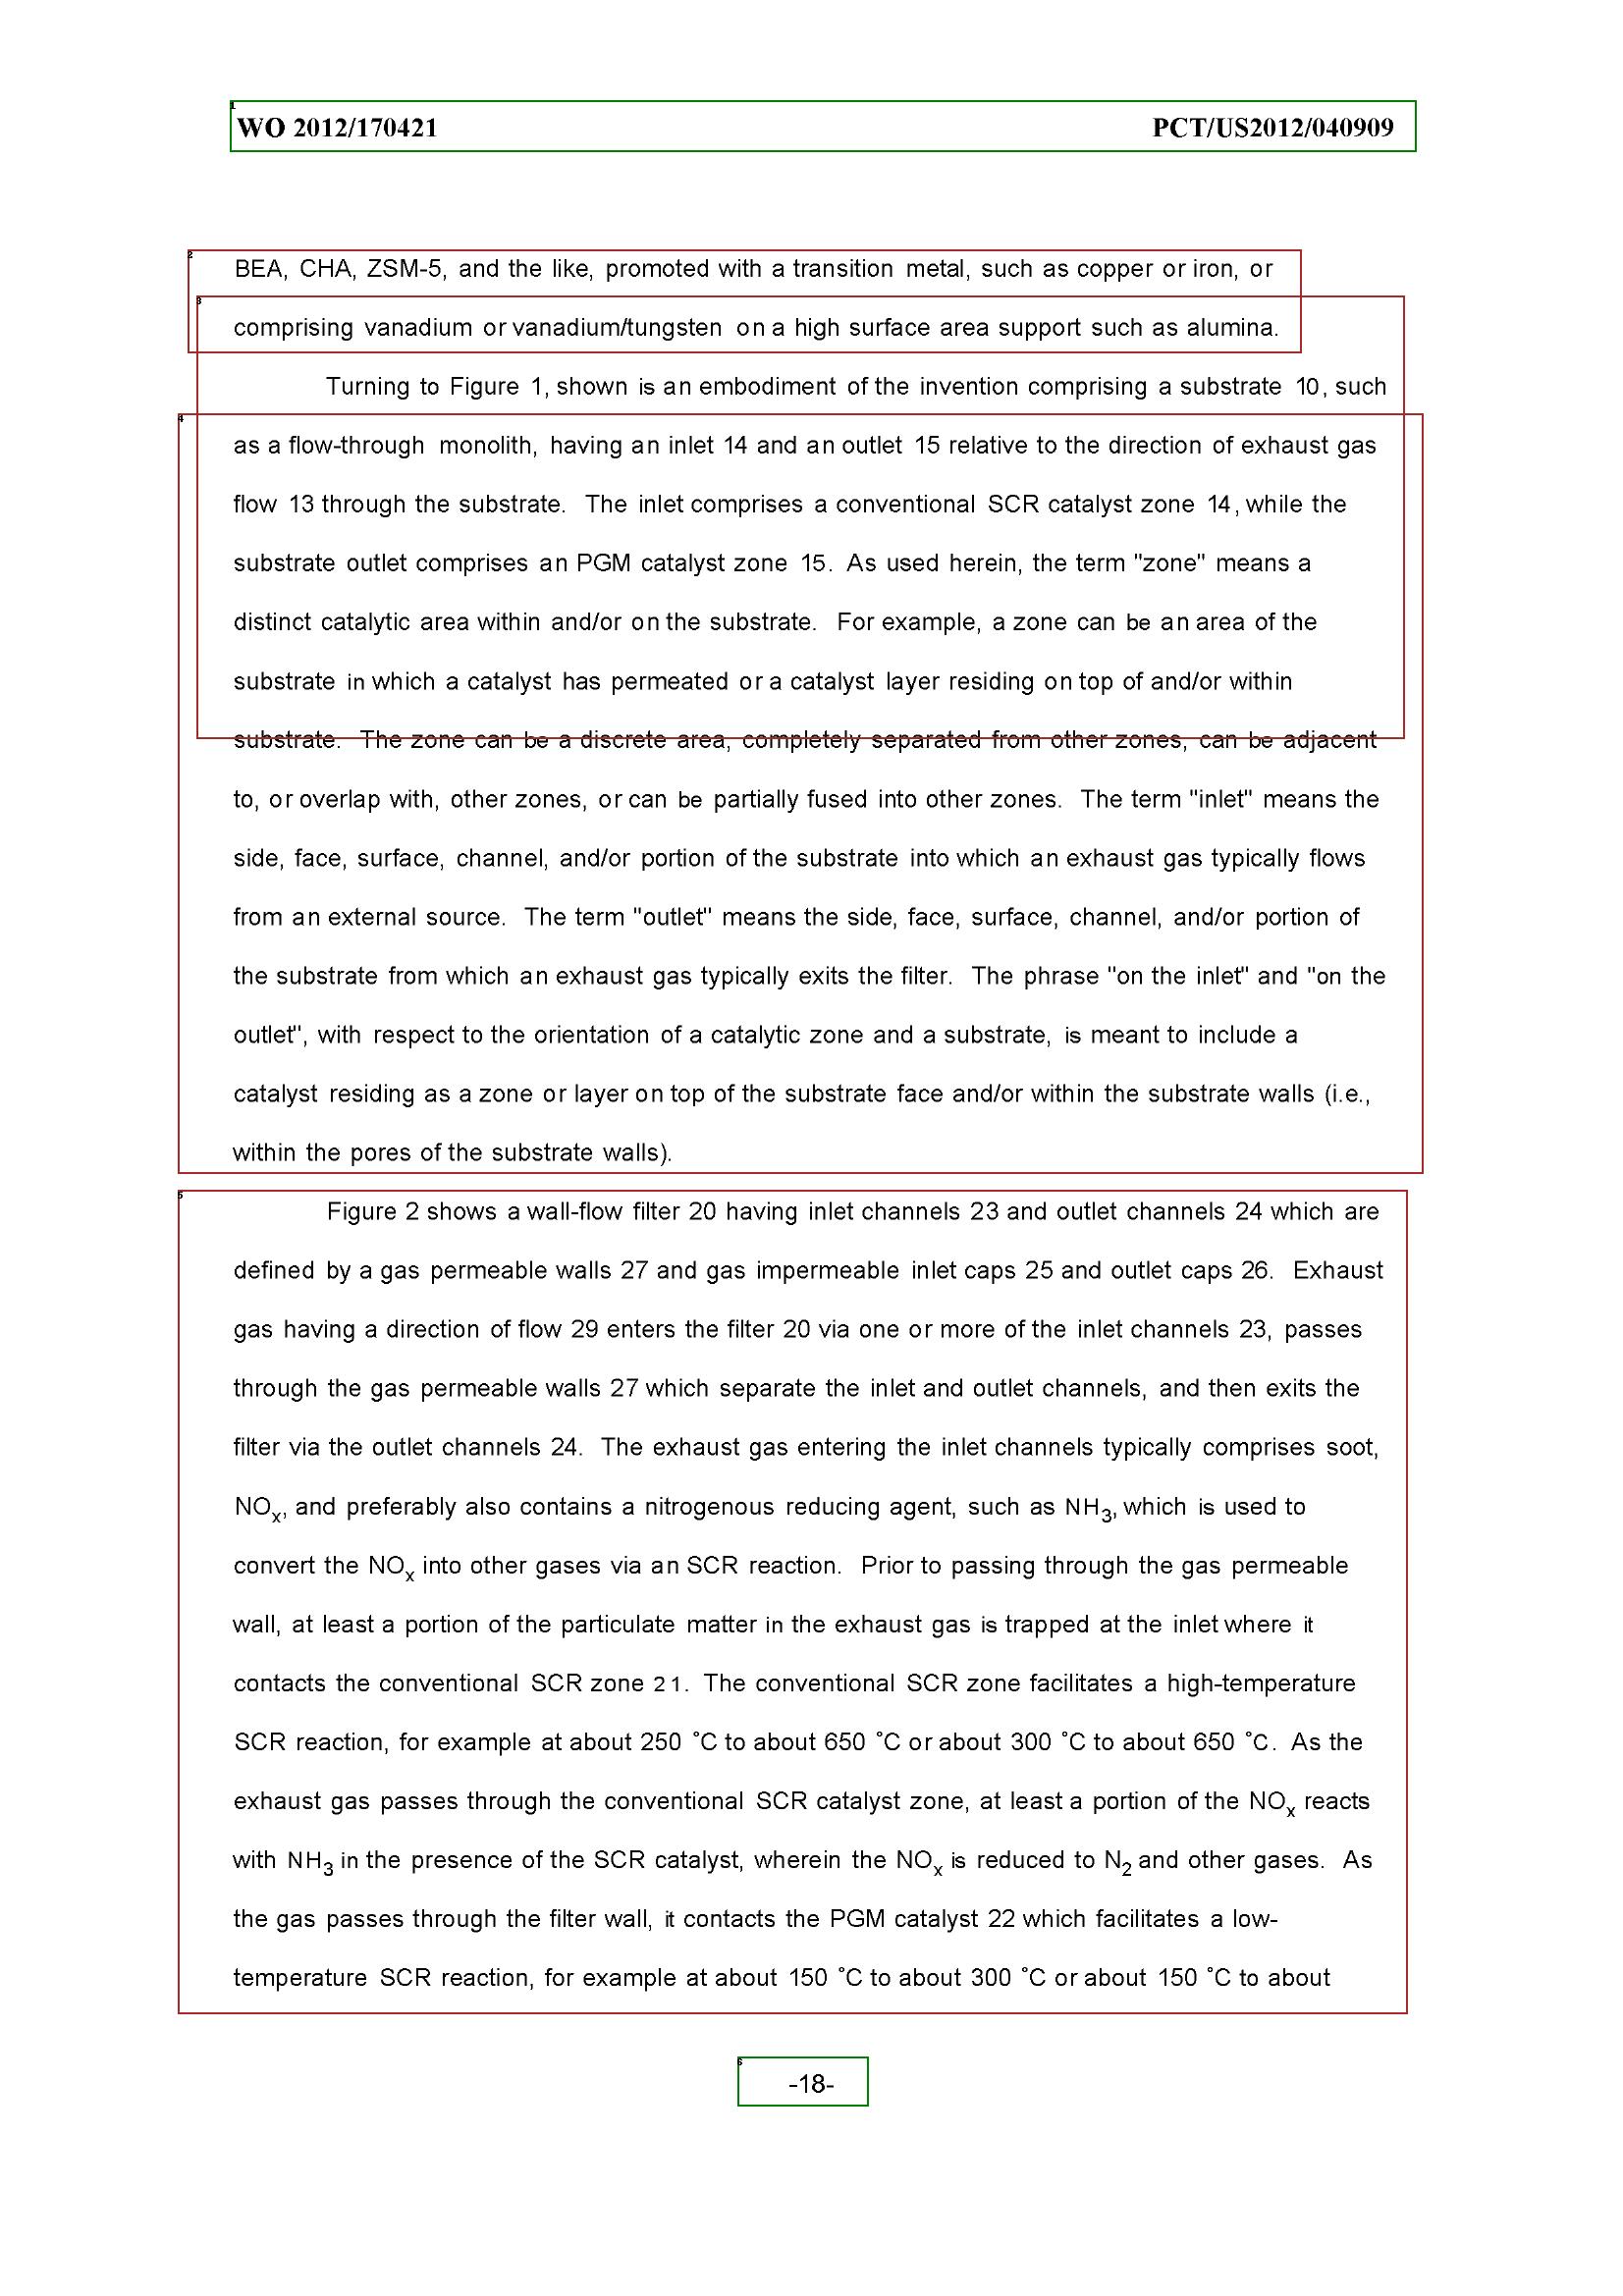 WO 2012/170421 PCT/US2012/040909
BEA, CHA, ZSM-5, and the like, promoted with a transition metal, such as copper or iron, or
comprising vanadium or vanadium/tungsten on a high surface area support such as alumina.
Turning to Figure 1, shown is an embodiment of the invention comprising a substrate 10, such
as a flow-through monolith, having an inlet 14 and an outlet 15 relative to the direction of exhaust gas
flow 13 through the substrate. The inlet comprises a conventional SCR catalyst zone 14, while the
substrate outlet comprises an PGM catalyst zone 15. As used herein, the term "zone" means a
distinct catalytic area within and/or on the substrate. For example, a zone can be an area of the
substrate in which a catalyst has permeated or a catalyst layer residing on top of and/or within
substrate. The zone can be a discrete area, completely separated from other zones, can be adjacent
to, or overlap with, other zones, or can be partially fused into other zones. The term "inlet" means the
side, face, surface, channel, and/or portion of the substrate into which an exhaust gas typically flows
from an external source. The term "outlet" means the side, face, surface, channel, and/or portion of
the substrate from which an exhaust gas typically exits the filter. The phrase "on the inlet" and "on the
outlet", with respect to the orientation of a catalytic zone and a substrate, is meant to include a
catalyst residing as a zone or layer on top of the substrate face and/or within the substrate walls (i.e.,
within the pores of the substrate walls).
Figure 2 shows a wall-flow filter 20 having inlet channels 23 and outlet channels 24 which are
defined by a gas permeable walls 27 and gas impermeable inlet caps 25 and outlet caps 26. Exhaust
gas having a direction of flow 29 enters the filter 20 via one or more of the inlet channels 23, passes
through the gas permeable walls 27 which separate the inlet and outlet channels, and then exits the
filter via the outlet channels 24. The exhaust gas entering the inlet channels typically comprises soot,
NOx, and preferably also contains a nitrogenous reducing agent, such as NH3, which is used to
convert the NOx into other gases via an SCR reaction. Prior to passing through the gas permeable
wall, at least a portion of the particulate matter in the exhaust gas is trapped at the inlet where it
contacts the conventional SCR zone 21. The conventional SCR zone facilitates a high-temperature
SCR reaction, for example at about 250 °C to about 650 °C or about 300 °C to about 650 °C. As the
exhaust gas passes through the conventional SCR catalyst zone, at least a portion of the NOx reacts
with NH3 in the presence of the SCR catalyst, wherein the NOx is reduced to N2 and other gases. As
the gas passes through the filter wall, it contacts the PGM catalyst 22 which facilitates a low-
temperature SCR reaction, for example at about 150 °C to about 300 °C or about 150 °C to about
-18-